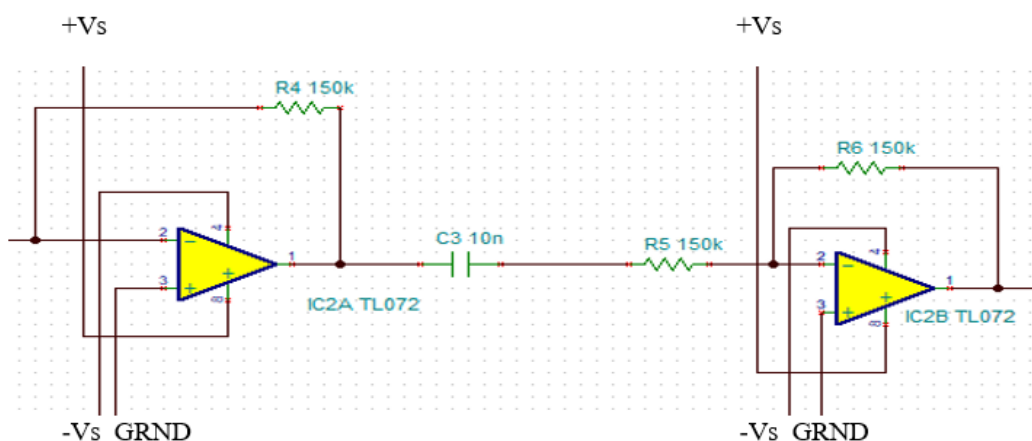 +Vs +Vs
R4 150k
R6 150k
4
2 −
C3 10n
R5 150k
1
4
2 −
3 +
+
8
IC2A TL072
1
3 +
+
8
IC2B TL072
-Vs GRND -Vs GRND